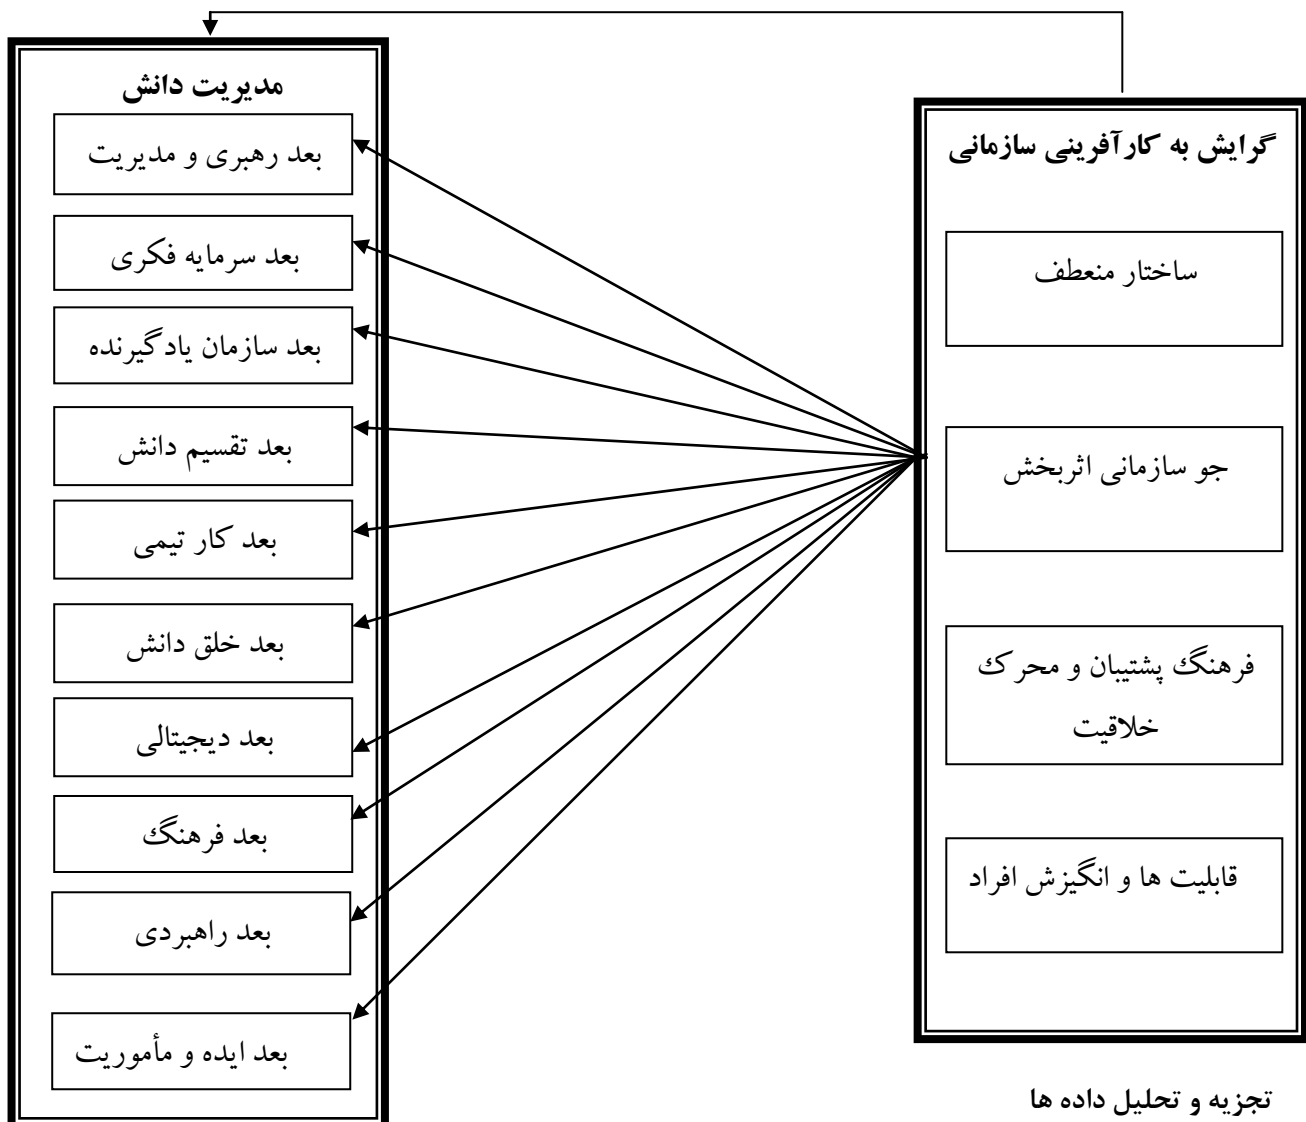 گرایش به کارآفرینی سازمانی
ساختار منعطف
جو سازمانی اثربخش
فرهنگ پشتیبان و محرک
خلاقیت
قابلیت ها و انگیزش افراد
مدیریت دانش
بعد رهبری و مدیریت
بعد سرمایه فکری
بعد سازمان یادگیرنده
بعد تقسیم دانش
بعد کار تیمی
بعد خلق دانش
بعد دیجیتالی
بعد فرهنگ
بعد راهبردی
بعد ایده و مأموریت
تجزیه و تحلیل داده ها